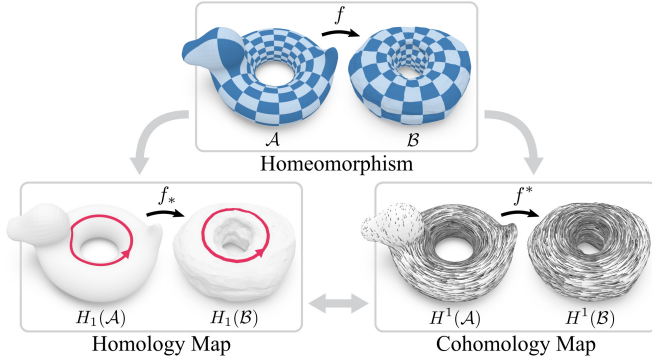 f
𝒜 ℬ
Homeomorphism
f_* f^*
H_1(𝒜) H_1(ℬ) H^1(𝒜) H^1(ℬ)
Homology Map Cohomology Map